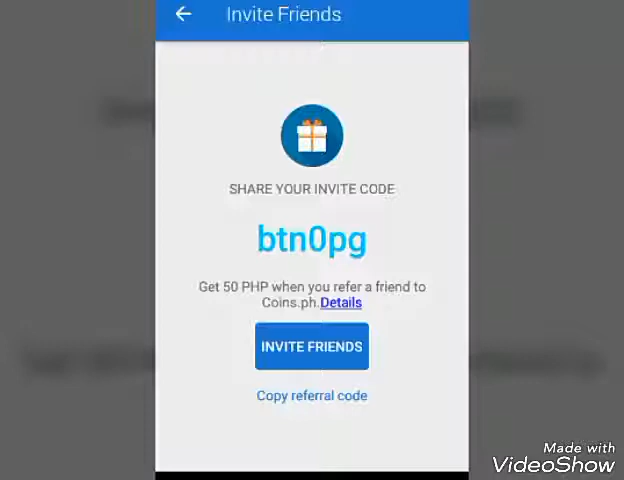 Invite Friends
SHARE YOUR INVITE CODE
btn0pg
Get 50 PHP when you refer a friend to
Coins.ph.Details
INVITE FRIENDS
Copy referral code
Made with
VideoShow